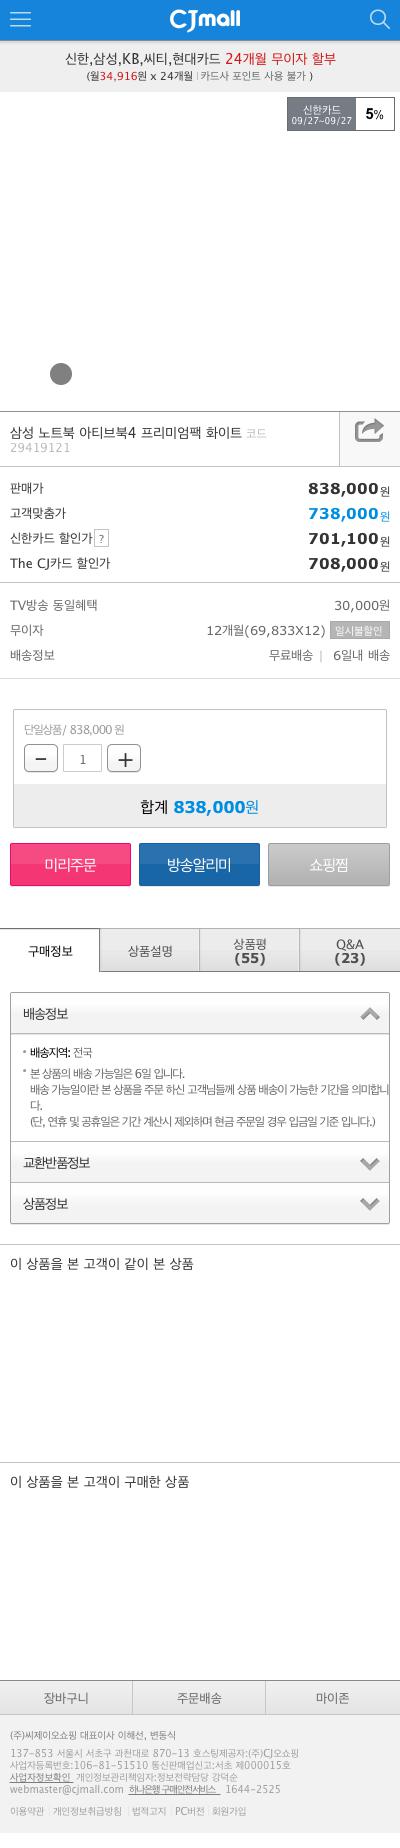 CJmall
신한,삼성,KB,씨티,현대카드 24개월 무이자 할부
(월34,916원 x 24개월 | 카드사 포인트 사용 불가 )
신한카드
09/27~09/27
5%
삼성 노트북 아티브북4 프리미엄팩 화이트 코드
29419121
판매가 838,000원
고객맞춤가 738,000원
신한카드 할인가 ? 701,100원
The CJ카드 할인가 708,000원
TV방송 동일혜택 30,000원
무이자 12개월(69,833X12) 일시불할인
배송정보 무료배송 | 6일내 배송
단일상품/ 838,000 원
- 1 +
합계 838,000원
미리주문 방송알리미 쇼핑찜
구매정보 상품설명 상품평 (55) Q&A (23)
배송정보
• 배송지역: 전국
• 본 상품의 배송 가능일은 6일 입니다.
배송 가능일이란 본 상품을 주문 하신 고객님들께 상품 배송이 가능한 기간을 의미합니
다.
(단, 연휴 및 공휴일은 기간 계산시 제외하며 현금 주문일 경우 입금일 기준 입니다.)
교환반품정보
상품정보
이 상품을 본 고객이 같이 본 상품
이 상품을 본 고객이 구매한 상품
장바구니 주문배송 마이존
(주)씨제이오쇼핑 대표이사 이해선, 변동식
137-853 서울시 서초구 과천대로 870-13 호스팅제공자:(주)CJ오쇼핑
사업자등록번호:106-81-51510 통신판매업신고:서초 제000015호
사업자정보확인 개인정보관리책임자:정보전략담당 강덕순
webmaster@cjmall.com 하나은행 구매안전서비스 1644-2525
이용약관 | 개인정보취급방침 | 법적고지 | PC버전 | 회원가입